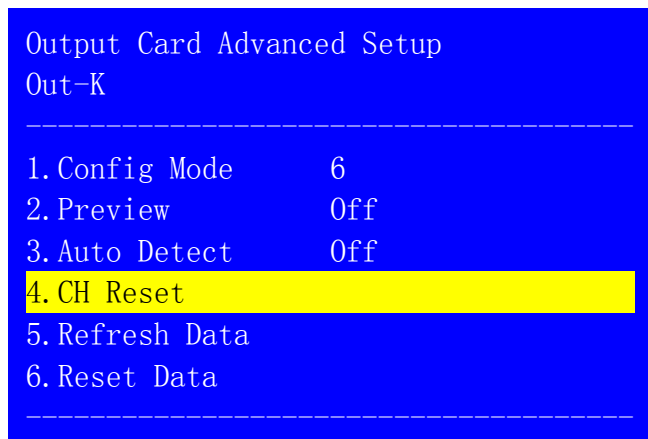 Output Card Advanced Setup
Out-K
--------------------------------------
1.Config Mode 6
2.Preview Off
3.Auto Detect Off
4.CH Reset
5.Refresh Data
6.Reset Data
--------------------------------------